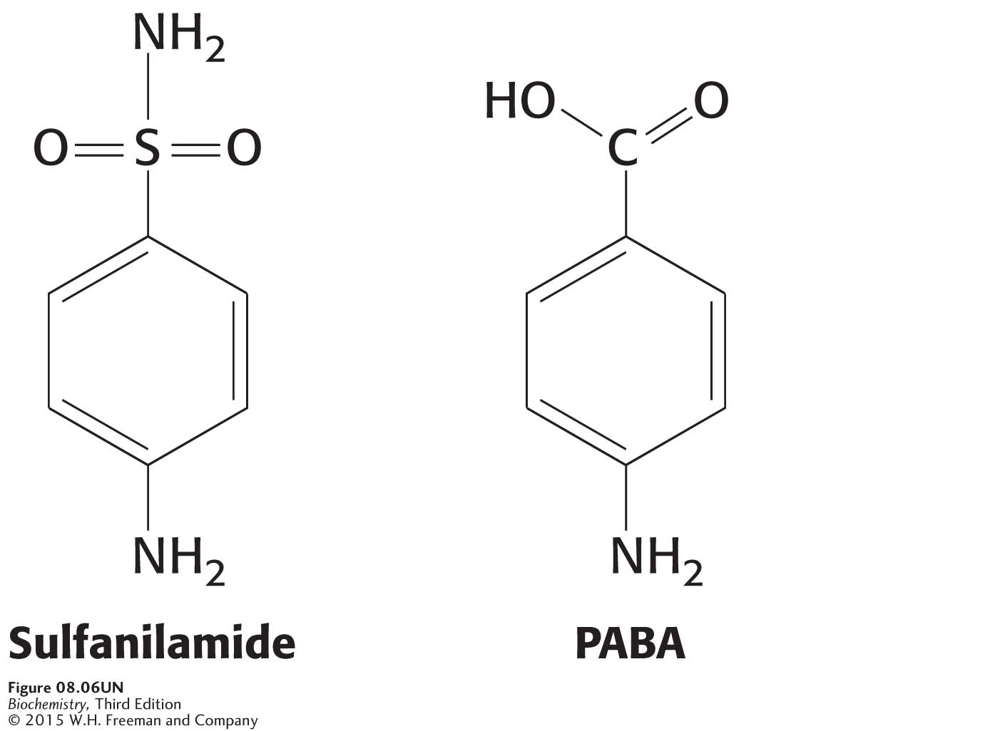 NH₂
O=S=O
NH₂
Sulfanilamide
HO
O
C
NH₂
PABA
Figure 08.06UN
Biochemistry, Third Edition
© 2015 W.H. Freeman and Company